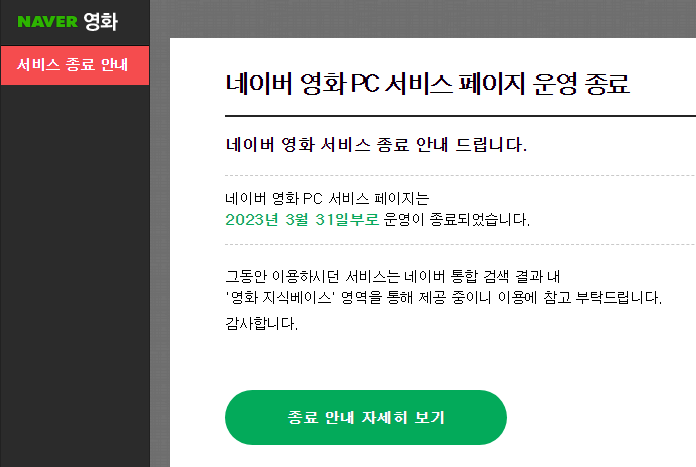 NAVER 영화
서비스 종료 안내
네이버 영화 PC 서비스 페이지 운영 종료
네이버 영화 서비스 종료 안내 드립니다.
네이버 영화 PC 서비스 페이지는
2023년 3월 31일부로 운영이 종료되었습니다.
그동안 이용하시던 서비스는 네이버 통합 검색 결과 내
'영화 지식베이스' 영역을 통해 제공 중이니 이용에 참고 부탁드립니다.
감사합니다.
종료 안내 자세히 보기